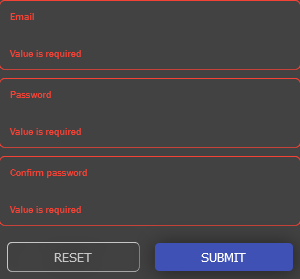 Email
Value is required
Password
Value is required
Confirm password
Value is required
RESET SUBMIT